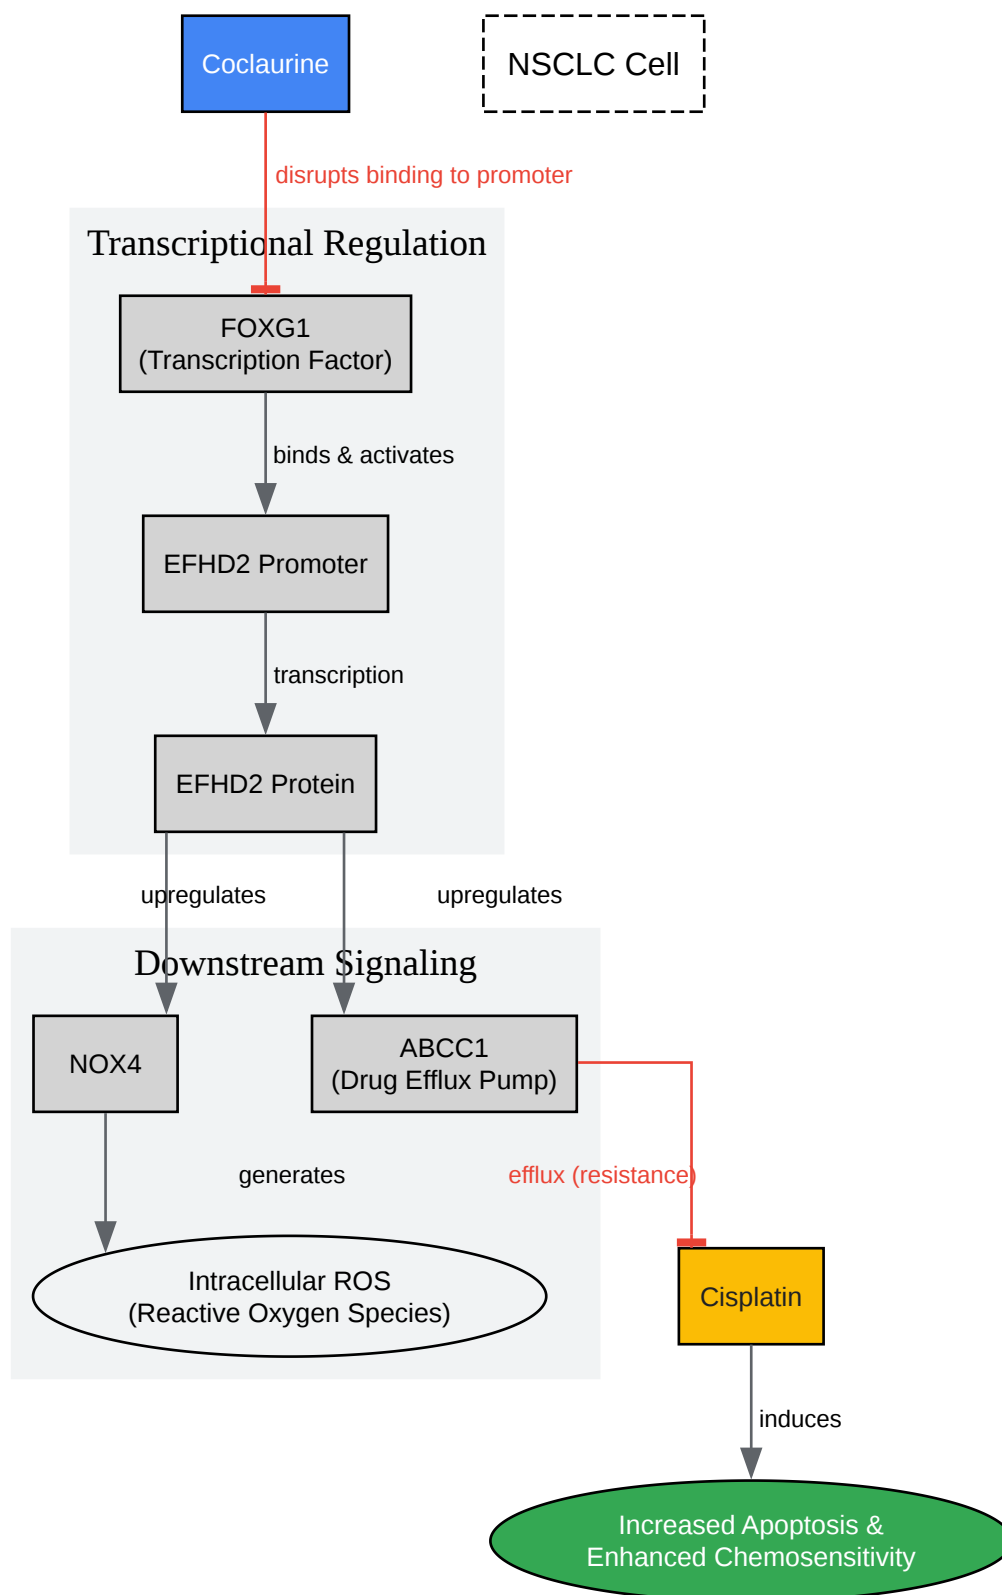 Coclaurine
NSCLC Cell
disrupts binding to promoter
Transcriptional Regulation
FOXG1
(Transcription Factor)
binds & activates
EFHD2 Promoter
transcription
EFHD2 Protein
upregulates
upregulates
Downstream Signaling
NOX4
ABCC1
(Drug Efflux Pump)
generates
efflux (resistance)
Intracellular ROS
(Reactive Oxygen Species)
Cisplatin
induces
Increased Apoptosis &
Enhanced Chemosensitivity